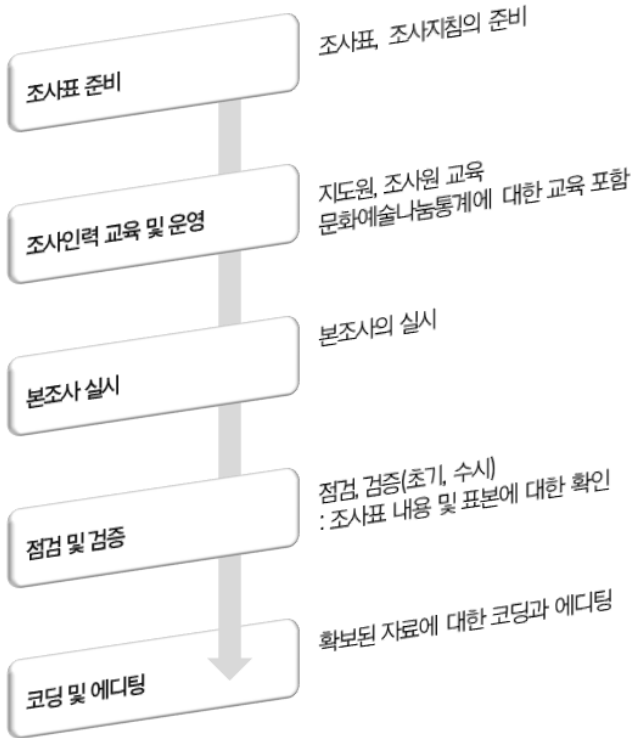 조사표 준비
조사표, 조사지침의 준비
조사인력 교육 및 운영
지도원, 조사원 교육
문화예술나눔통계에 대한 교육 포함
본조사 실시
본조사의 실시
점검 및 검증
점검, 검증(초기, 수시)
: 조사표 내용 및 표본에 대한 확인
코딩 및 에디팅
확보된 자료에 대한 코딩과 에디팅